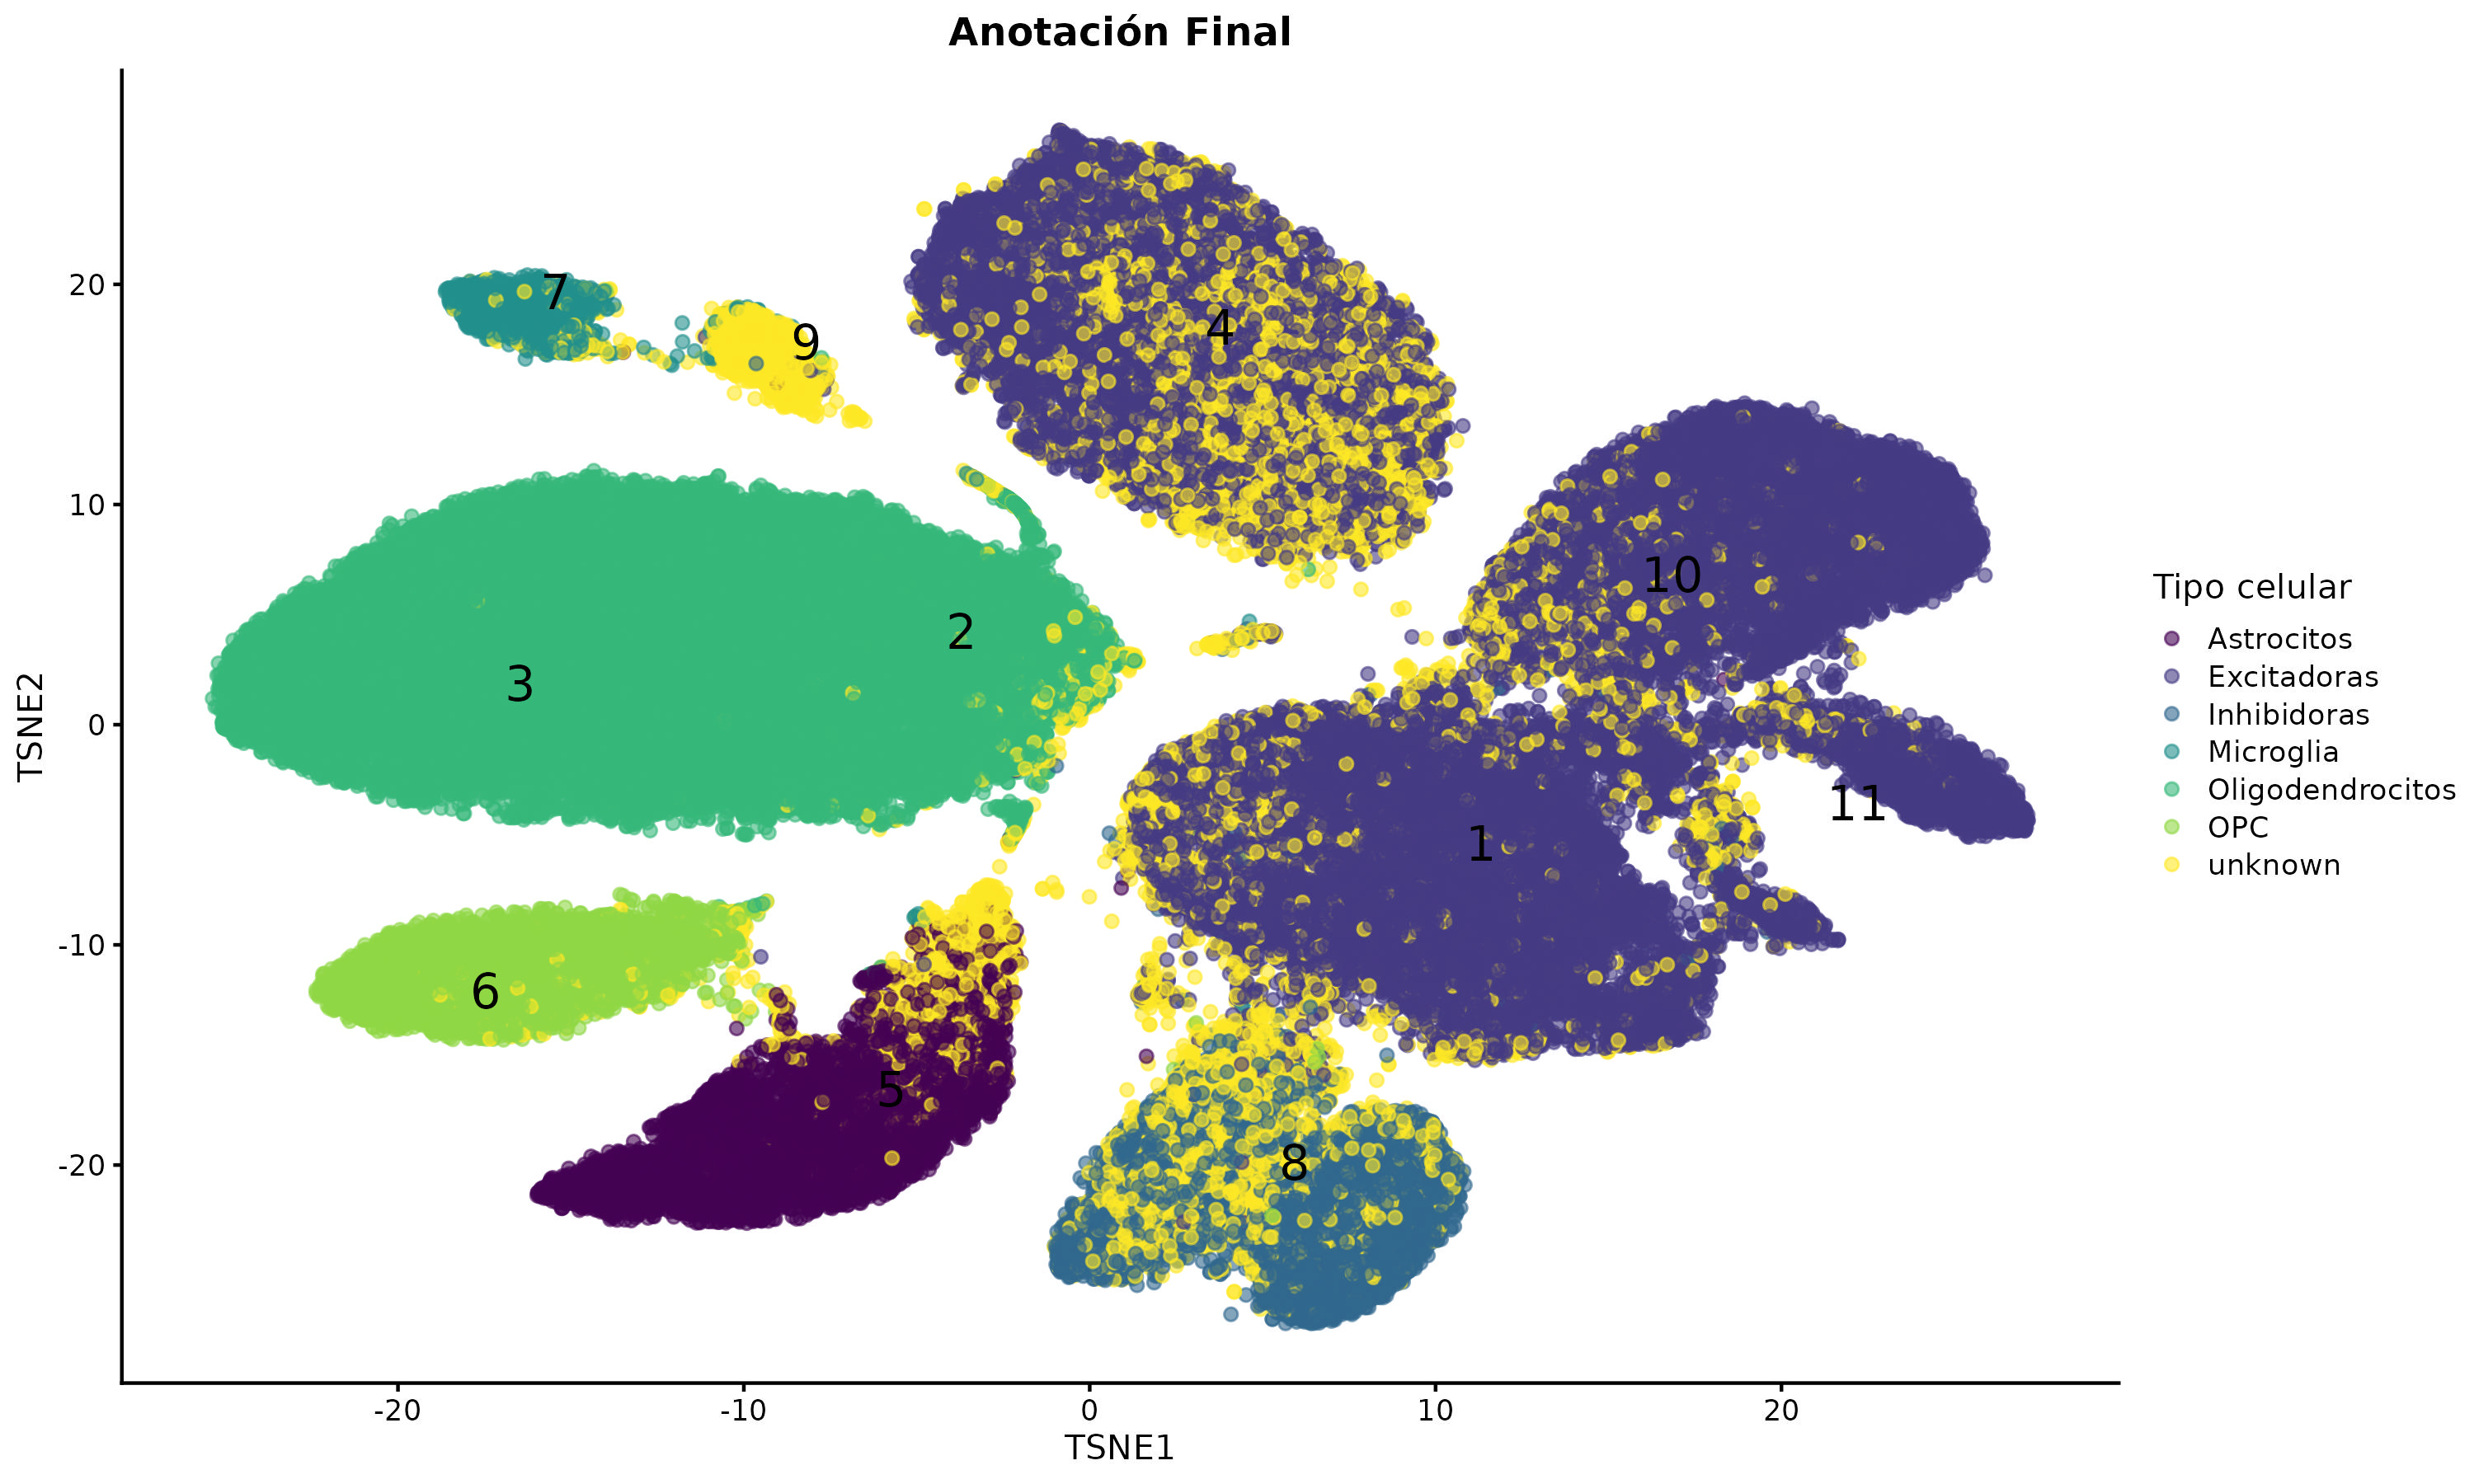 Anotación Final
TSNE2
20
10
0
-10
-20
7
9
4
10
2
3
11
1
6
5
8
-20
-10
0
10
20
TSNE1
Tipo celular
Astrocitos
Excitadoras
Inhibidoras
Microglia
Oligodendrocitos
OPC
unknown